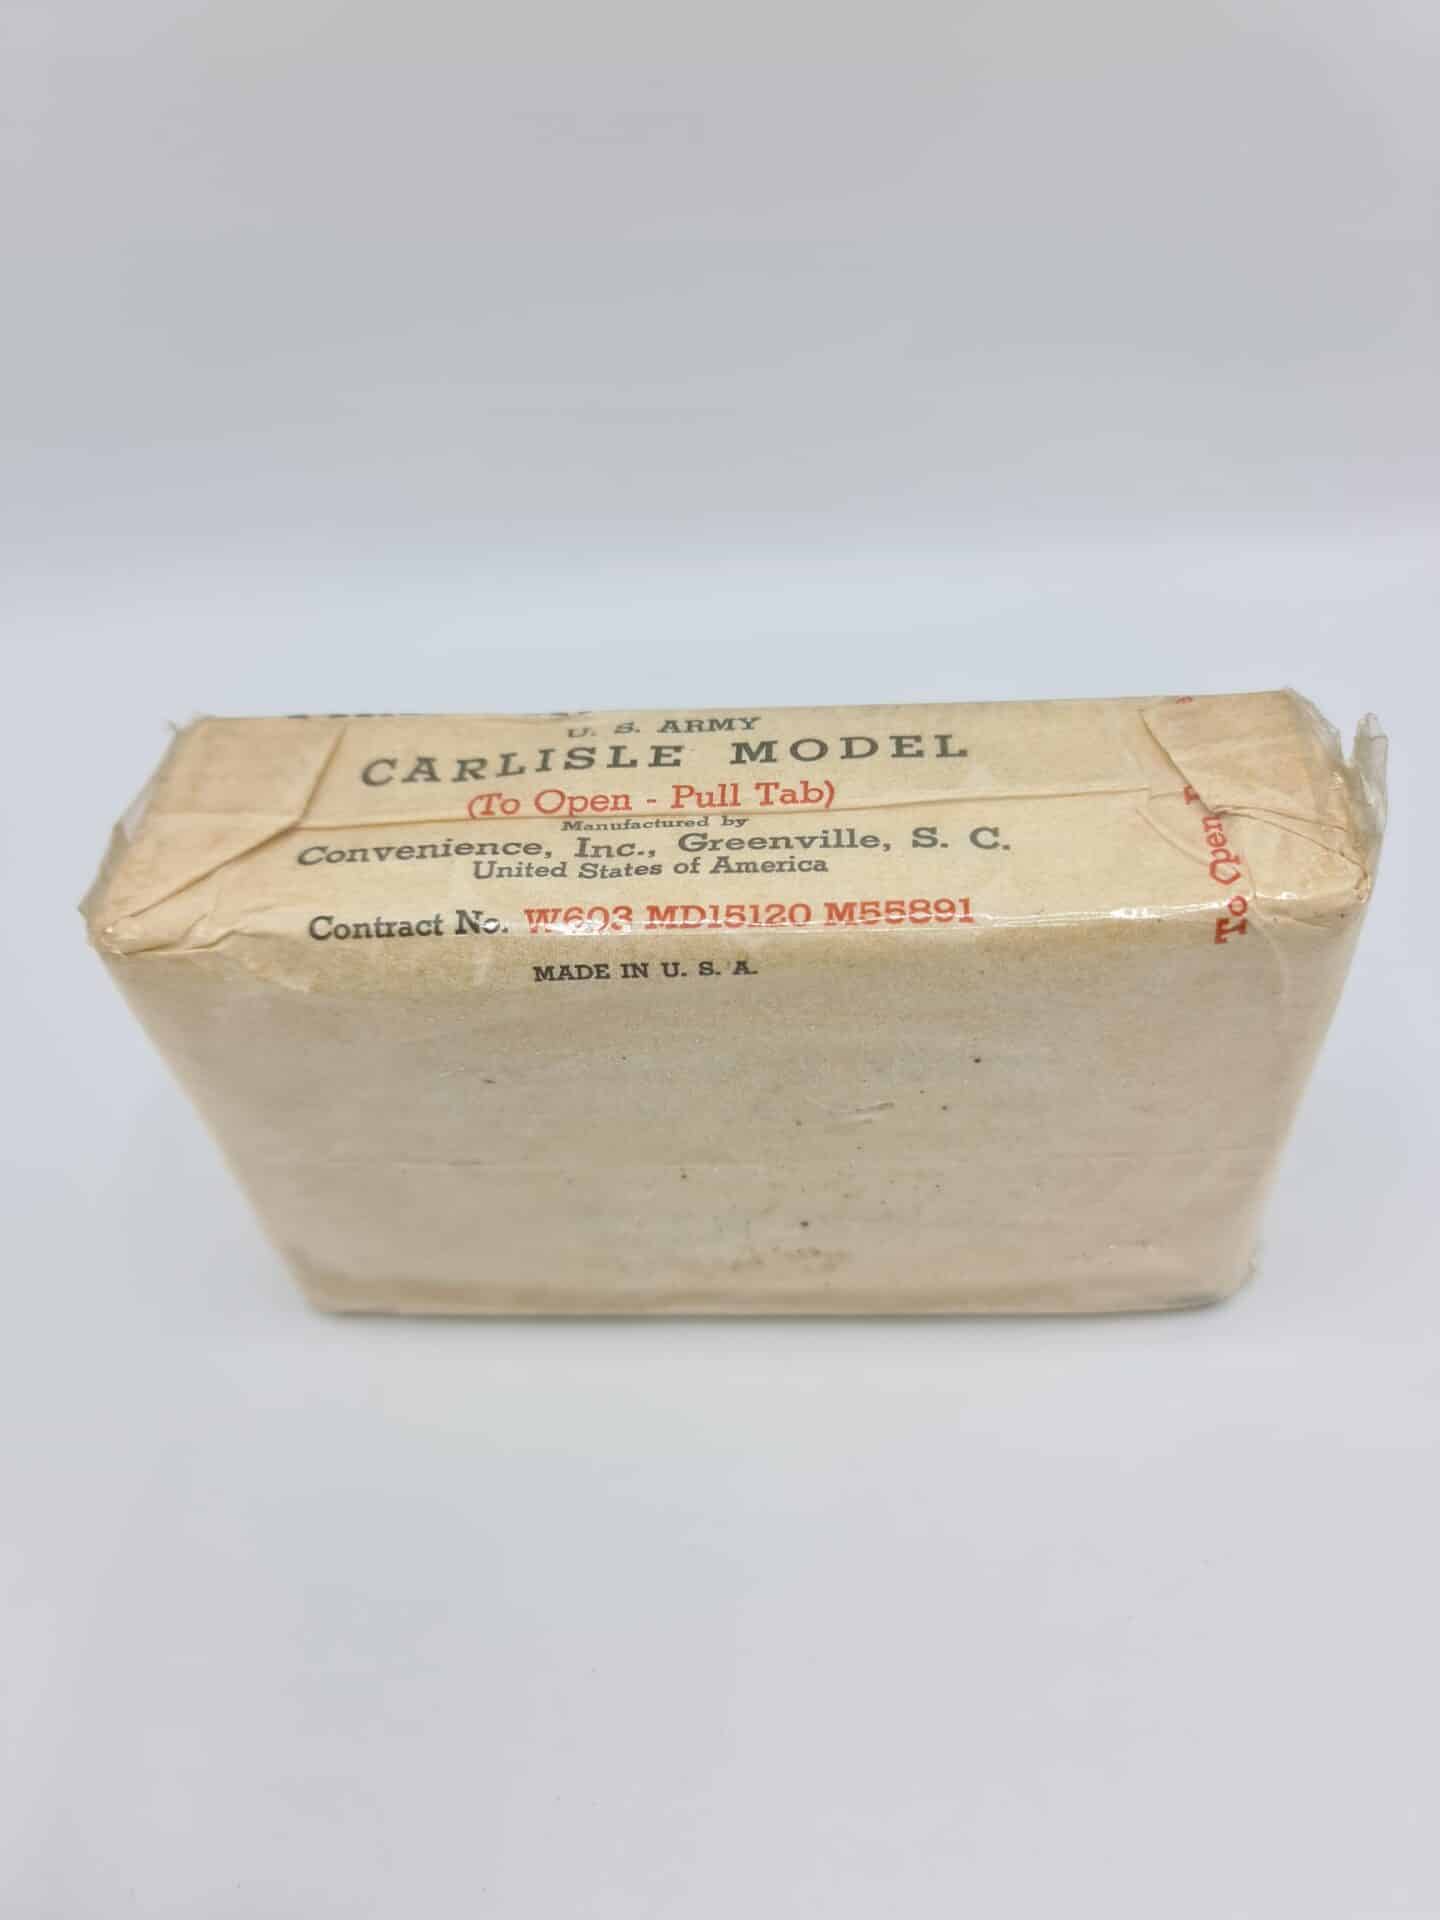 U. S. ARMY
CARLISLE MODEL
(To Open - Pull Tab)
Manufactured by
Convenience, Inc., Greenville, S. C.
United States of America
Contract No. W603 MD15120 M55891
MADE IN U. S. A.
To Open